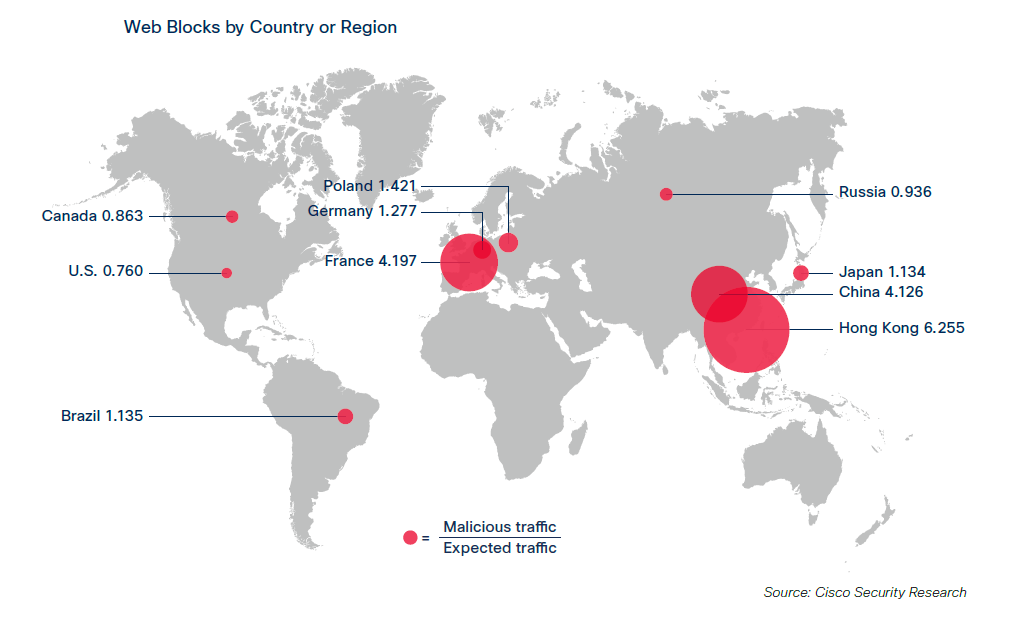 Web Blocks by Country or Region
Poland 1.421
Russia 0.936
Germany 1.277
Canada 0.863
France 4.197
U.S. 0.760
Japan 1.134
China 4.126
Hong Kong 6.255
Brazil 1.135
Malicious traffic
=
Expected traffic
Source: Cisco Security Research